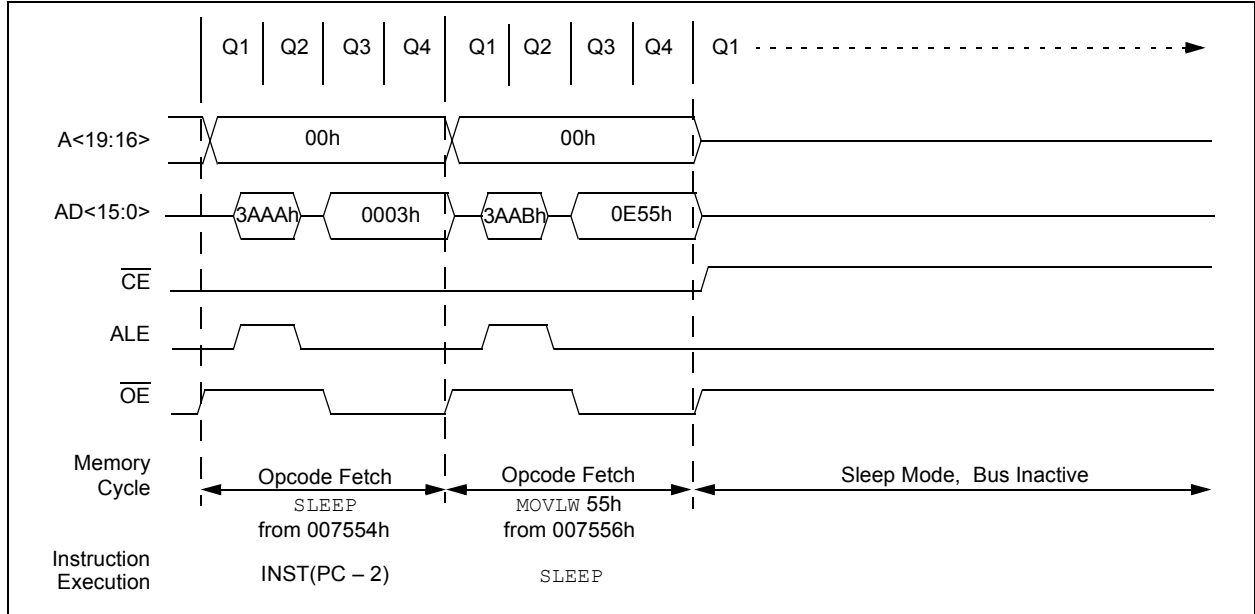 Q1 Q2 Q3 Q4 Q1 Q2 Q3 Q4 Q1
A<19:16> 00h 00h
AD<15:0> 3AAAh 0003h 3AABh 0E55h
CE
ALE
OE
Memory
Cycle
Opcode Fetch
SLEEP
from 007554h
Opcode Fetch
MOVLW 55h
from 007556h
Sleep Mode, Bus Inactive
Instruction
Execution
INST(PC – 2)
SLEEP